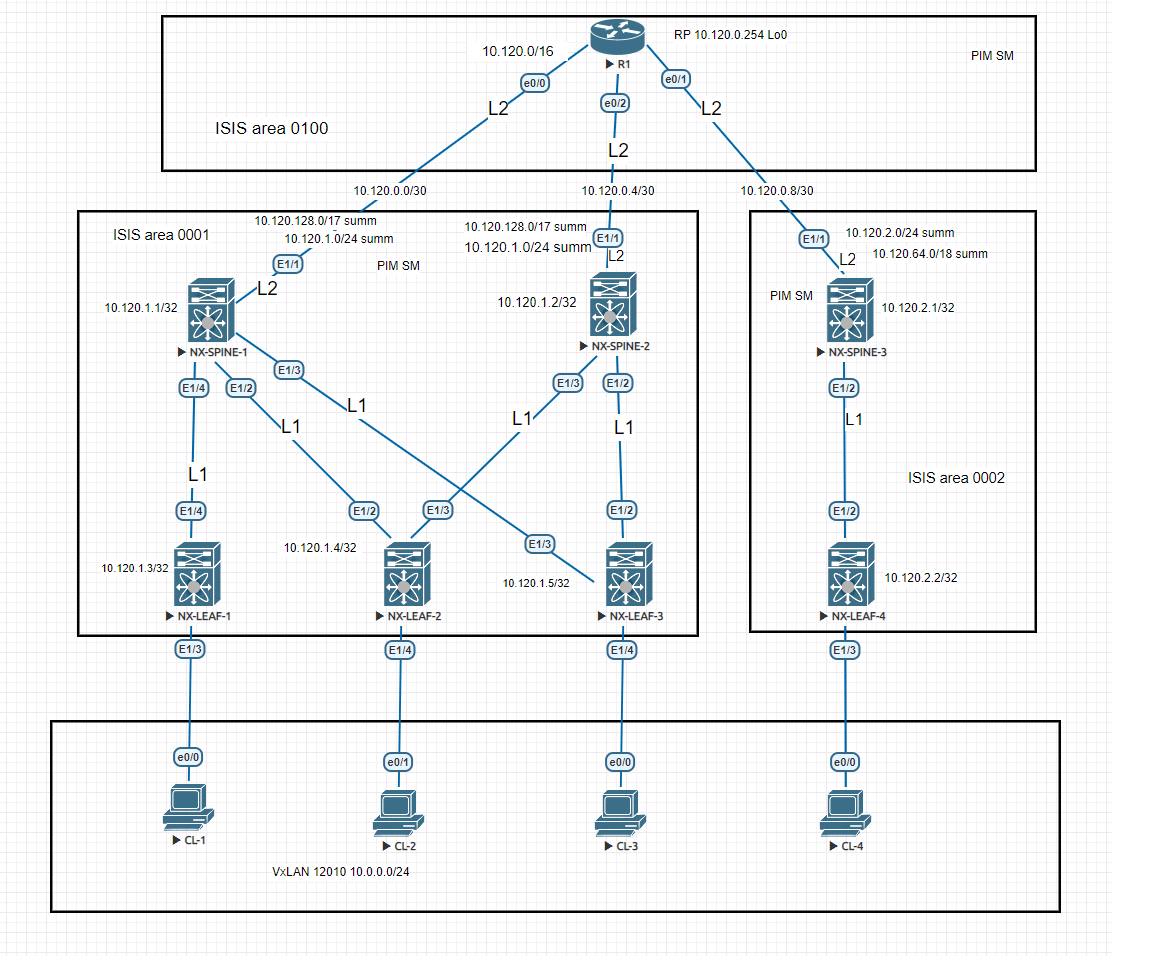 RP 10.120.0.254 Lo0
10.120.0/16
PIM SM
R1
e0/0
e0/2
e0/1
L2
L2
L2
ISIS area 0100
10.120.0.0/30
10.120.0.4/30
10.120.0.8/30
ISIS area 0001
10.120.128.0/17 summ
10.120.1.0/24 summ
PIM SM
E1/1
L2
10.120.128.0/17 summ
10.120.1.0/24 summ
E1/1
L2
10.120.1.1/32
NX-SPINE-1
10.120.1.2/32
NX-SPINE-2
E1/4
E1/2
E1/3
E1/3
E1/2
L1
L1
L1
L1
L1
E1/4
E1/2
E1/3
E1/3
E1/2
10.120.1.3/32
NX-LEAF-1
10.120.1.4/32
NX-LEAF-2
10.120.1.5/32
NX-LEAF-3
E1/1
10.120.2.0/24 summ
10.120.64.0/18 summ
L2
PIM SM
10.120.2.1/32
NX-SPINE-3
E1/2
L1
ISIS area 0002
E1/2
10.120.2.2/32
NX-LEAF-4
E1/3
E1/4
E1/4
E1/3
e0/0
e0/1
e0/0
e0/0
CL-1
CL-2
CL-3
CL-4
VxLAN 12010 10.0.0.0/24